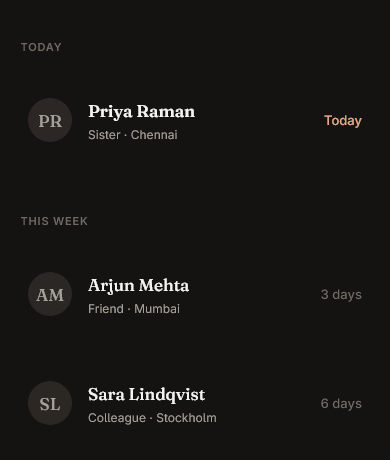 TODAY
PR
Priya Raman
Sister · Chennai
Today
THIS WEEK
AM
Arjun Mehta
Friend · Mumbai
3 days
SL
Sara Lindqvist
Colleague · Stockholm
6 days